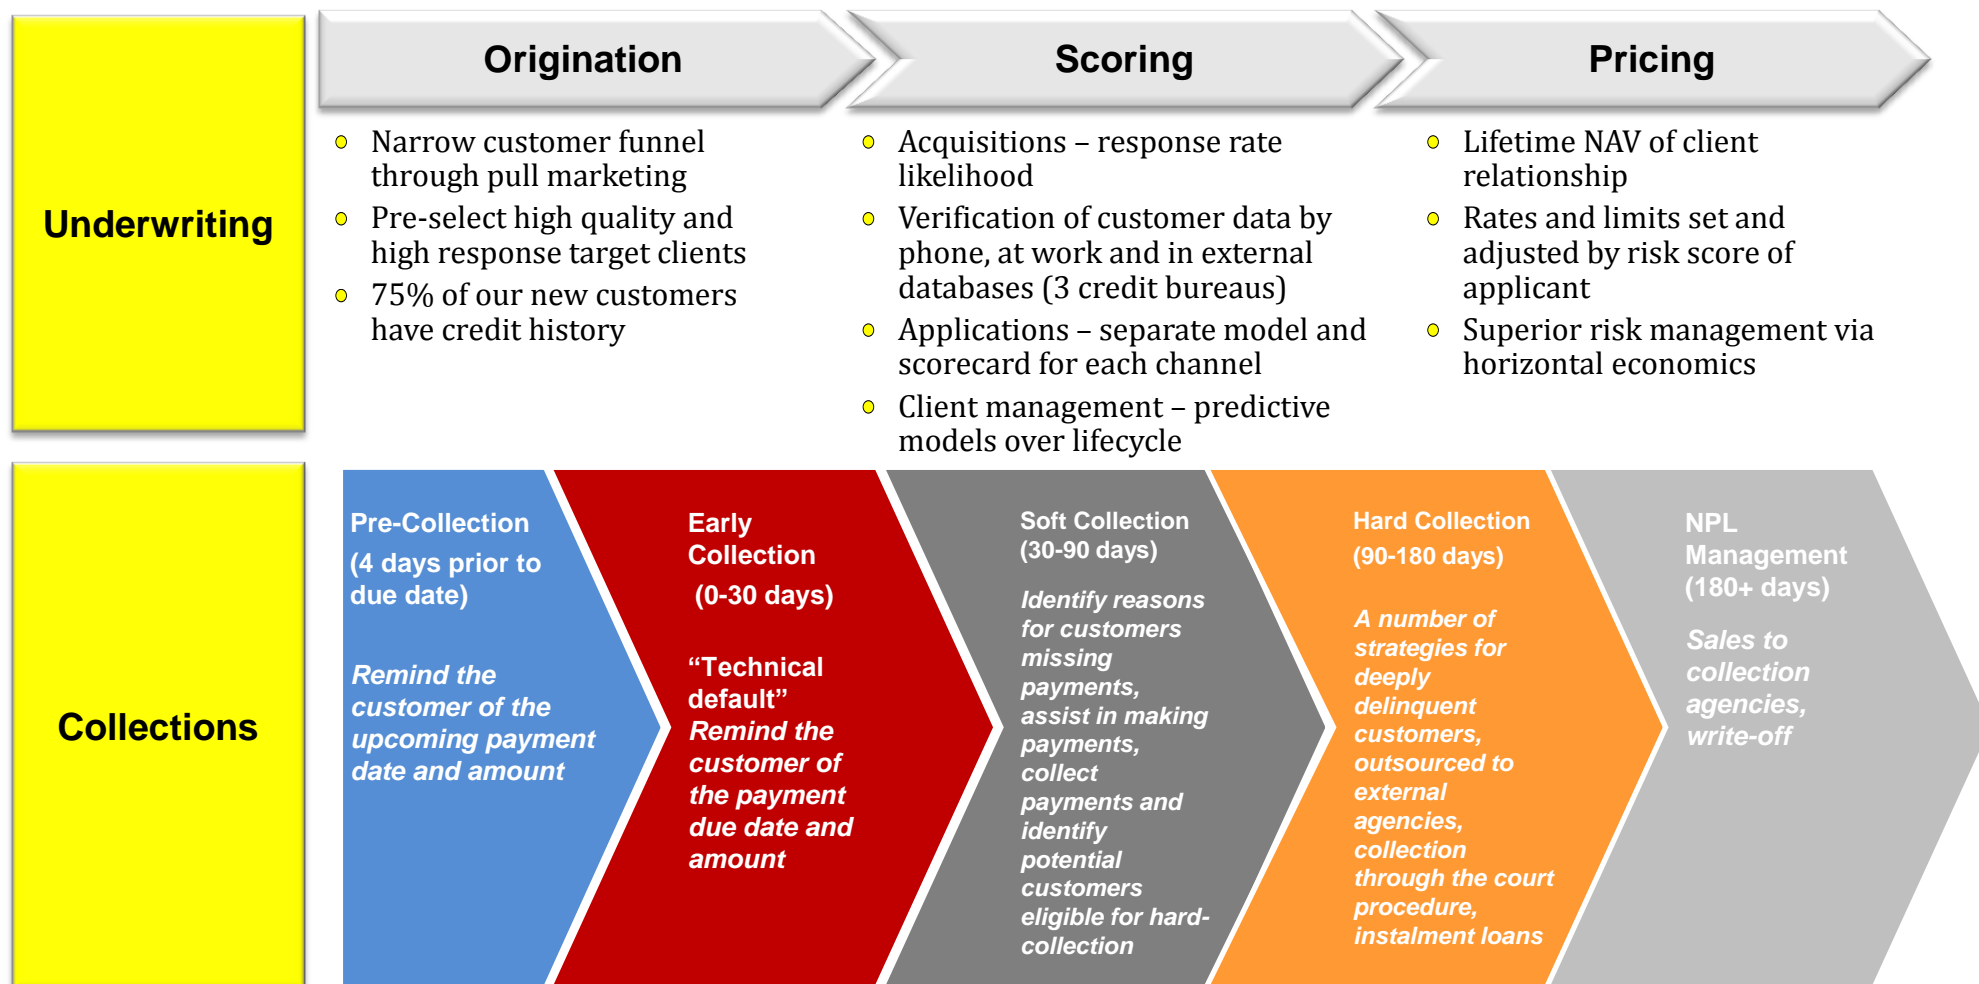 Underwriting
Origination
Scoring
Pricing
Narrow customer funnel
through pull marketing
Pre-select high quality and
high response target clients
75% of our new customers
have credit history
Acquisitions – response rate
likelihood
Verification of customer data by
phone, at work and in external
databases (3 credit bureaus)
Applications – separate model and
scorecard for each channel
Client management – predictive
models over lifecycle
Lifetime NAV of client
relationship
Rates and limits set and
adjusted by risk score of
applicant
Superior risk management via
horizontal economics
Collections
Pre-Collection
(4 days prior to
due date)
Remind the
customer of the
upcoming payment
date and amount
Early
Collection
(0-30 days)
“Technical
default”
Remind the
customer of
the payment
due date and
amount
Soft Collection
(30-90 days)
Identify reasons
for customers
missing
payments,
assist in making
payments,
collect
payments and
identify
potential
customers
eligible for hard-
collection
Hard Collection
(90-180 days)
A number of
strategies for
deeply
delinquent
customers,
outsourced to
external
agencies,
collection
through the court
procedure,
instalment loans
NPL
Management
(180+ days)
Sales to
collection
agencies,
write-off